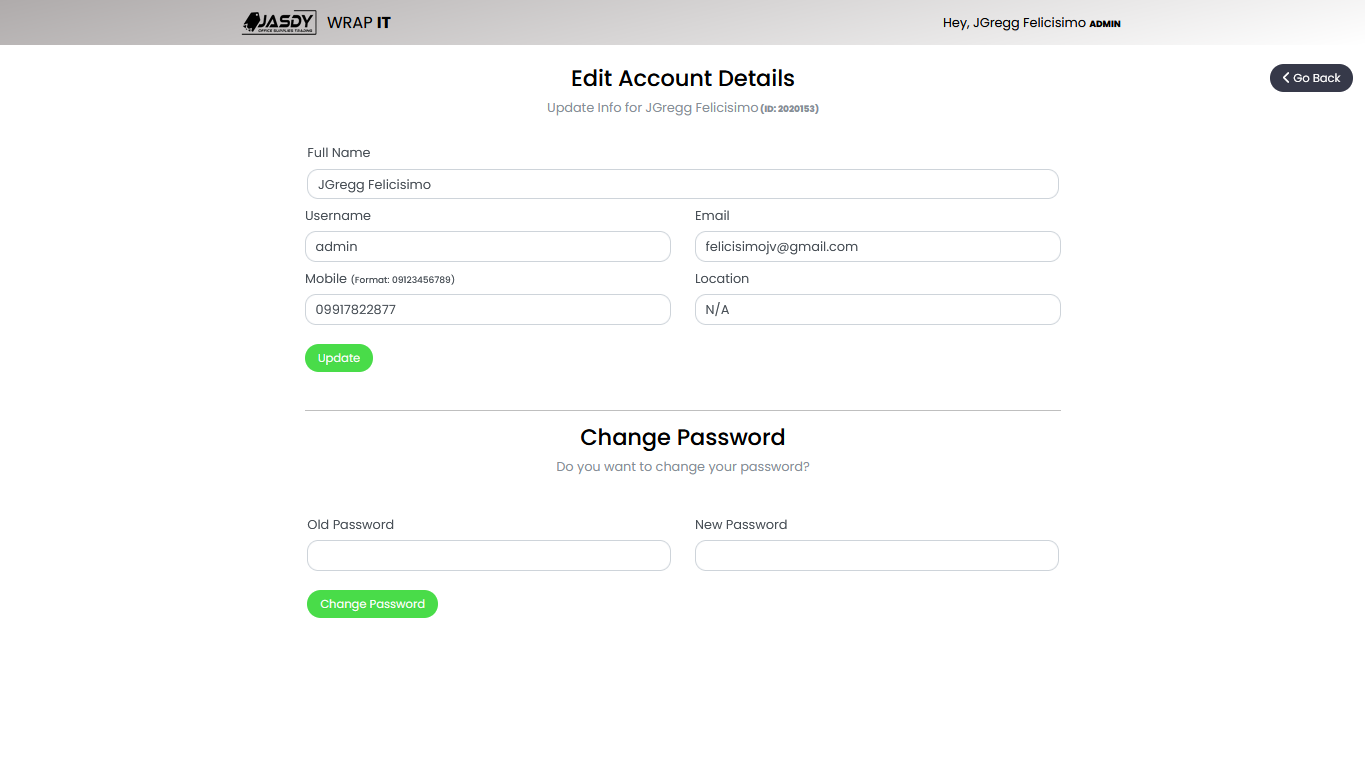 JASDY
OFFICE SUPPLIES TRADING
WRAP IT
Hey, JGregg Felicisimo ADMIN
Edit Account Details
Go Back
Update Info for JGregg Felicisimo (ID: 2020153)
Full Name
JGregg Felicisimo
Username
Email
admin
felicisimojv@gmail.com
Mobile (Format: 09123456789)
Location
09917822877
N/A
Update
Change Password
Do you want to change your password?
Old Password
New Password
Change Password